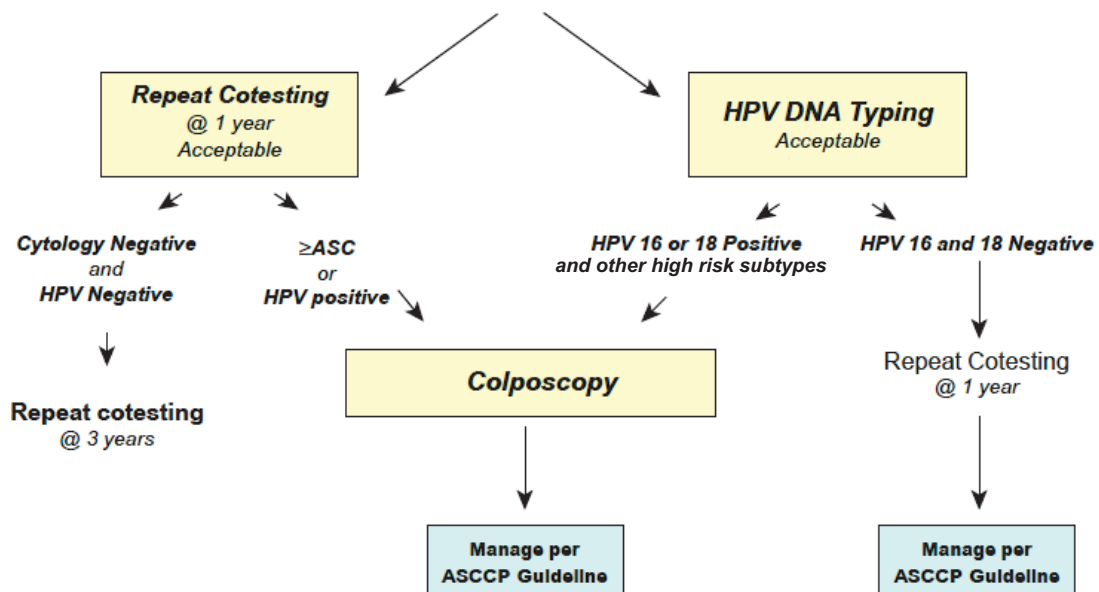 Repeat Cotesting
@ 1 year
Acceptable
HPV DNA Typing
Acceptable
Cytology Negative
and
HPV Negative
≥ASC
or
HPV positive
HPV 16 or 18 Positive
and other high risk subtypes
HPV 16 and 18 Negative
Repeat cotesting
@ 3 years
Colposcopy
Repeat Cotesting
@ 1 year
Manage per
ASCCP Guideline
Manage per
ASCCP Guideline